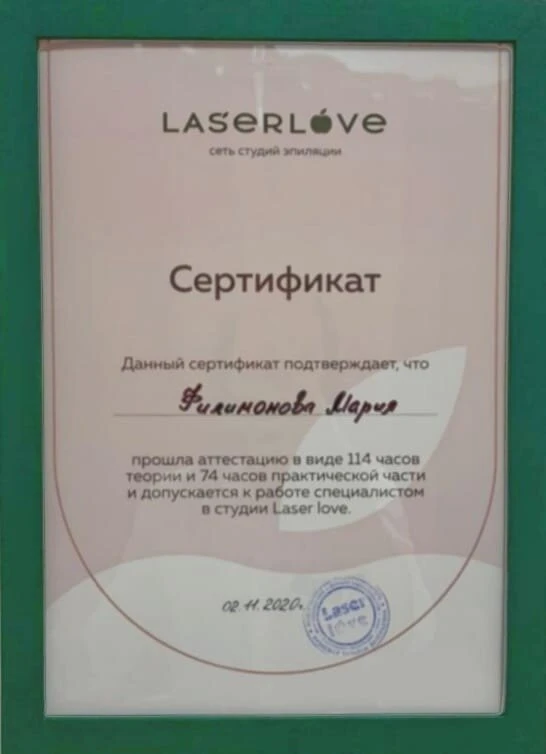 LASERLOVE
сеть студий эпиляции
Сертификат
Данный сертификат подтверждает, что
Филимонова Мария
прошла аттестацию в виде 114 часов
теории и 74 часов практической части
и допускается к работе специалистом
в студии Laser love.
02.11.2020г.
Laser
love